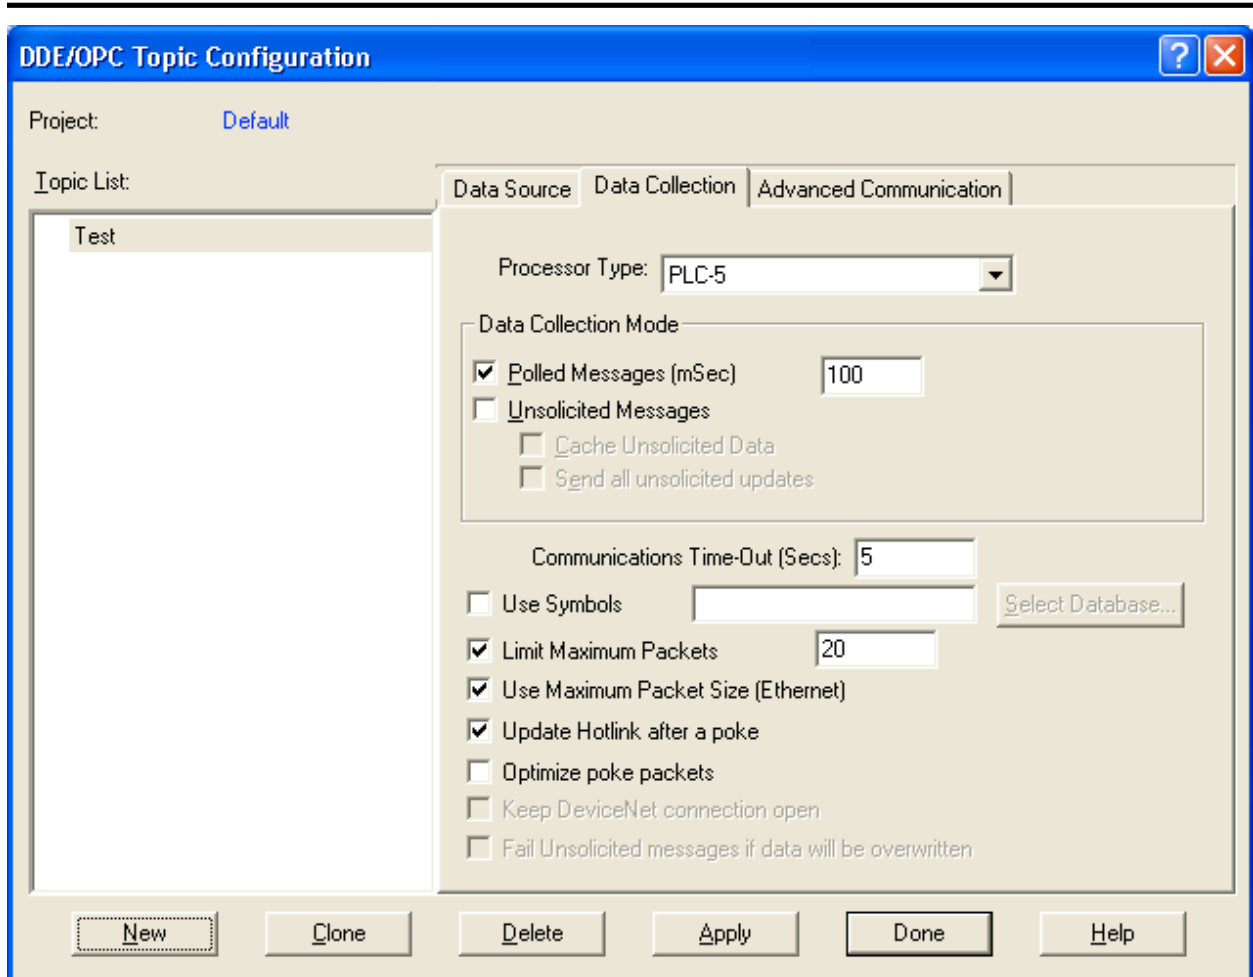 DDE/OPC Topic Configuration
Project: Default
Topic List:
Test
Data Source Data Collection Advanced Communication
Processor Type: PLC-5
Data Collection Mode
Polled Messages (mSec) 100
Unsolicited Messages
Cache Unsolicited Data
Send all unsolicited updates
Communications Time-Out (Secs): 5
Use Symbols Select Database...
Limit Maximum Packets 20
Use Maximum Packet Size (Ethernet)
Update Hotlink after a poke
Optimize poke packets
Keep DeviceNet connection open
Fail Unsolicited messages if data will be overwritten
New Clone Delete Apply Done Help